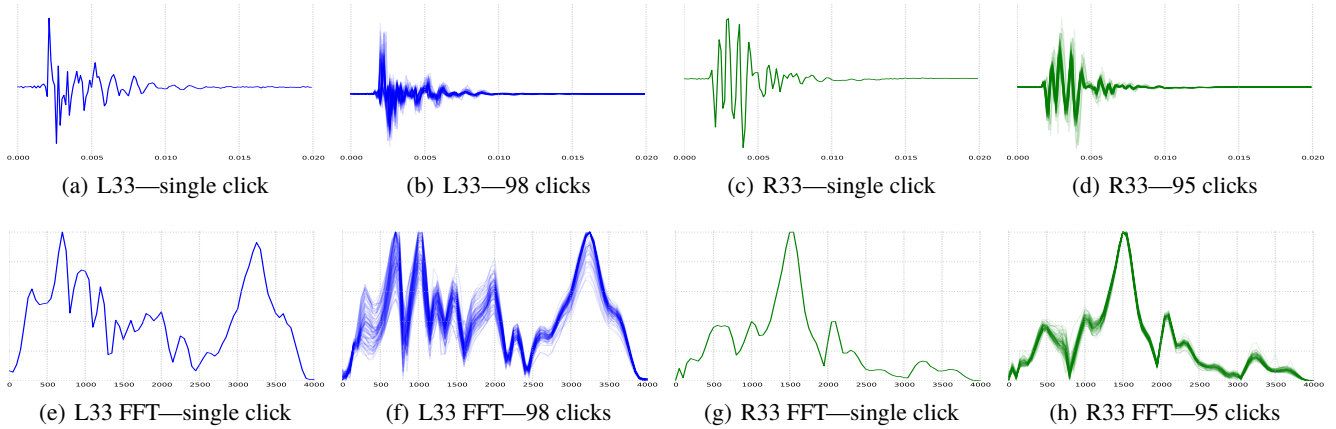 0.000 0.005 0.010 0.015 0.020 0.000 0.005 0.010 0.015 0.020 0.000 0.005 0.010 0.015 0.020 0.000 0.005 0.010 0.015 0.020
(a) L33—single click (b) L33—98 clicks (c) R33—single click (d) R33—95 clicks
0 500 1000 1500 2000 2500 3000 3500 4000 0 500 1000 1500 2000 2500 3000 3500 4000 0 500 1000 1500 2000 2500 3000 3500 4000 0 500 1000 1500 2000 2500 3000 3500 4000
(e) L33 FFT—single click (f) L33 FFT—98 clicks (g) R33 FFT—single click (h) R33 FFT—95 clicks